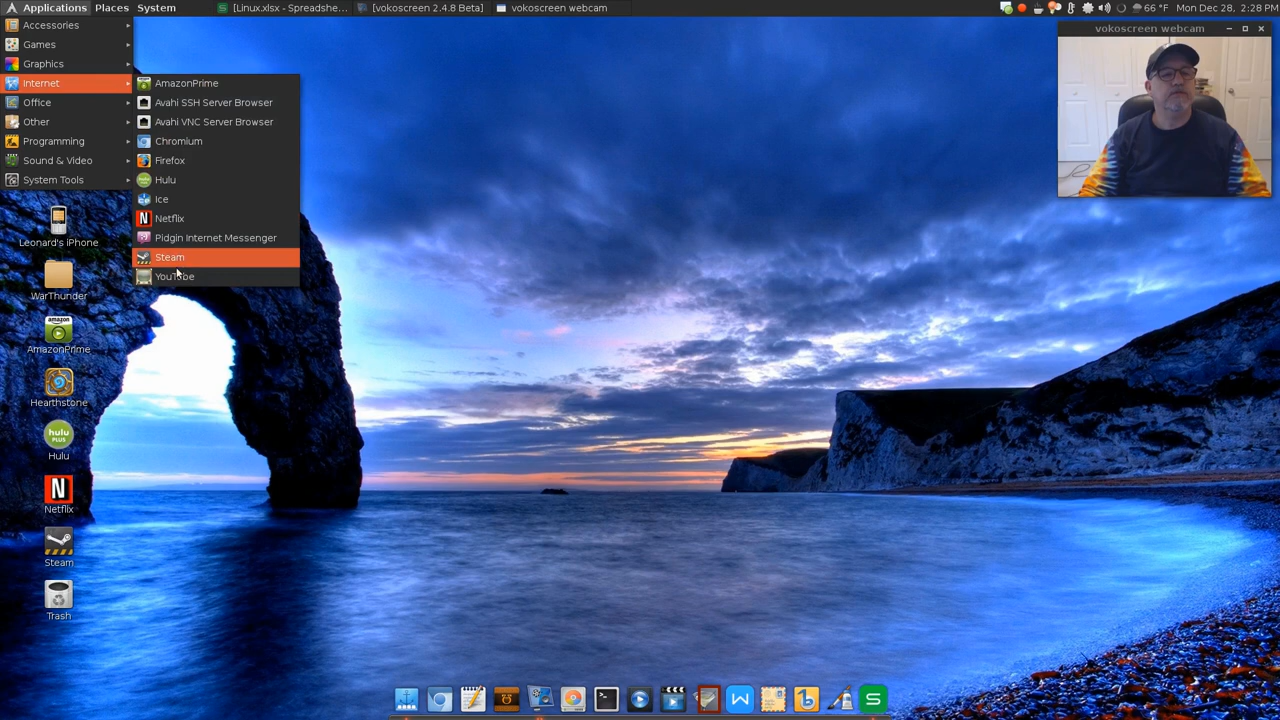 Applications Places System [Linux.xlsx - Spreadshe... [vokoscreen 2.4.8 Beta] vokoscreen webcam 66 °F Mon Dec 28, 2:28 PM
Accessories
Games
Graphics
Internet
Office
Other
Programming
Sound & Video
System Tools
AmazonPrime
Avahi SSH Server Browser
Avahi VNC Server Browser
Chromium
Firefox
Hulu
Ice
Netflix
Pidgin Internet Messenger
Steam
YouTube
vokoscreen webcam
Leonard's iPhone
WarThunder
amazon
AmazonPrime
Hearthstone
hulu
PLUS
Hulu
N
Netflix
Steam
Trash